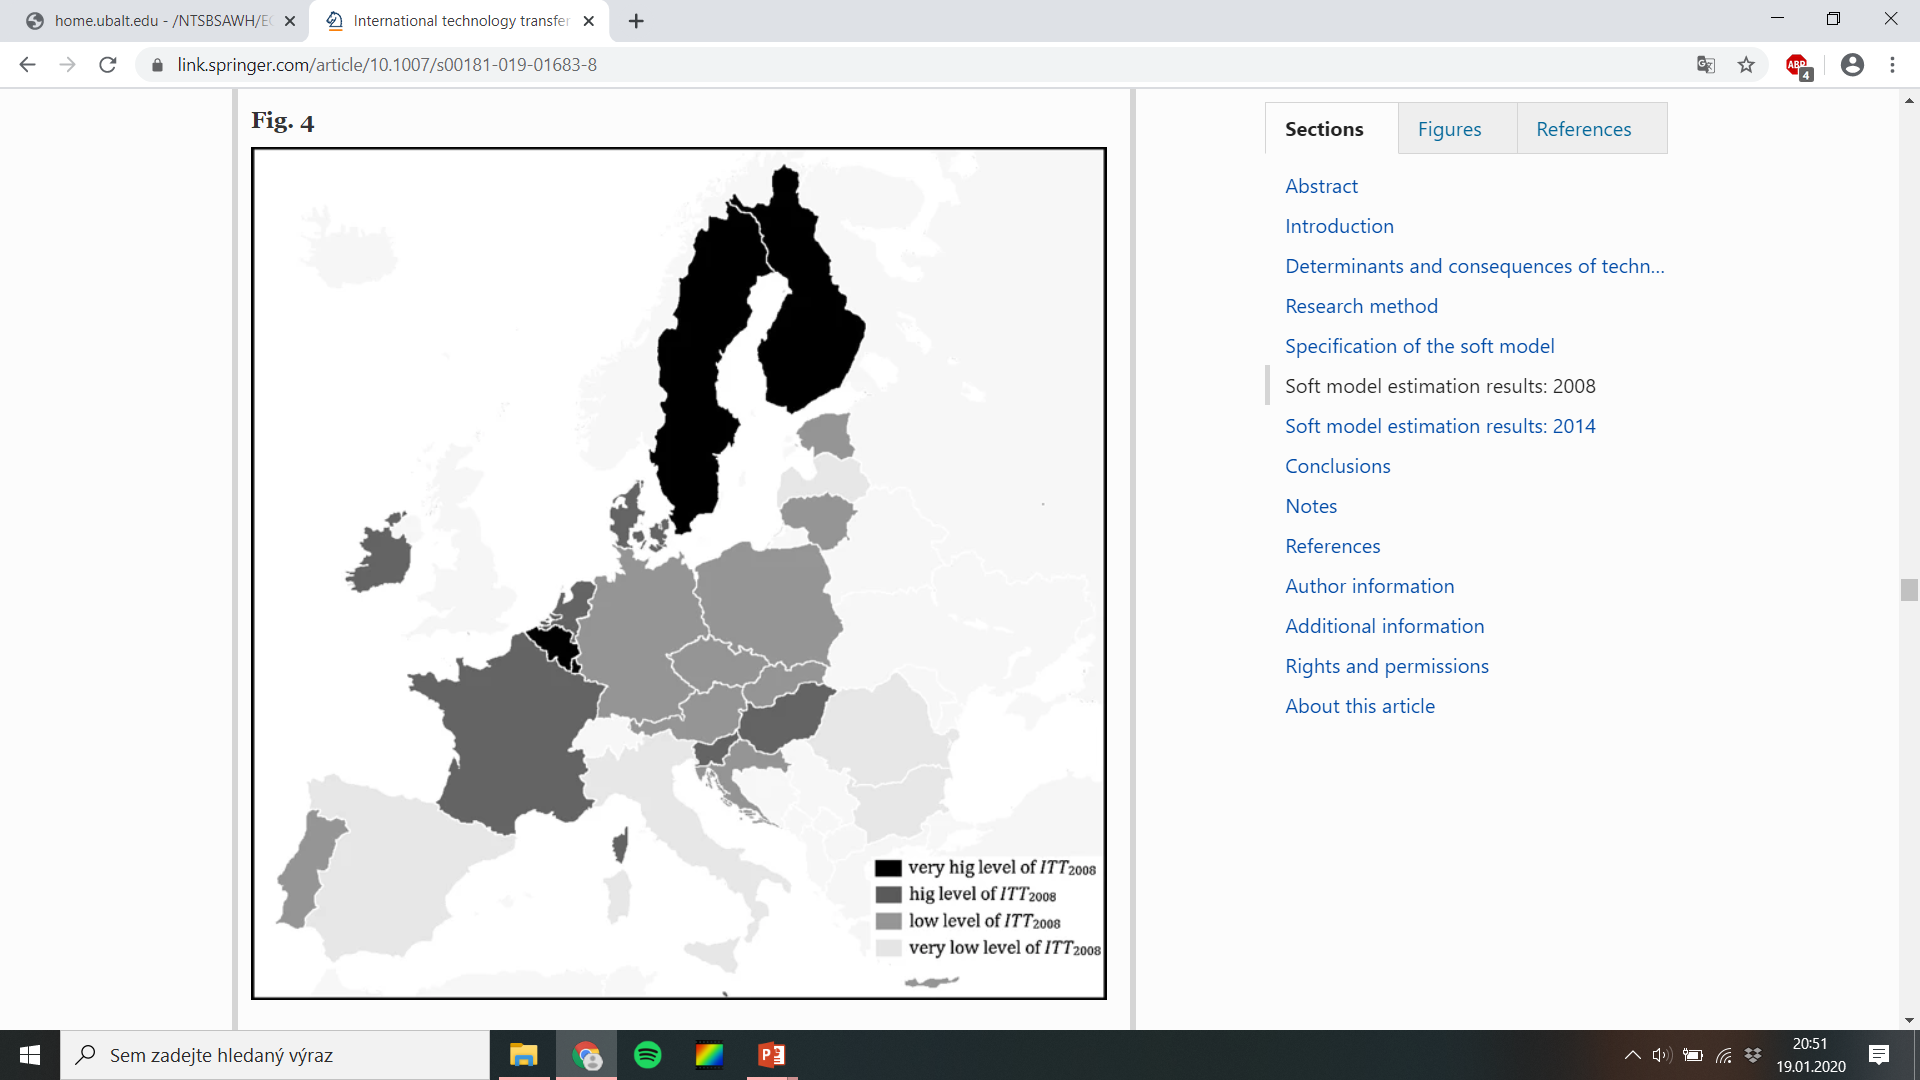 home.ubalt.edu - /NTSBSAWH/EC
International technology transfer
link.springer.com/article/10.1007/s00181-019-01683-8
ABP
4
Fig. 4
very hig level of ITT2008
hig level of ITT2008
low level of ITT2008
very low level of ITT2008
Sections
Figures
References
Abstract
Introduction
Determinants and consequences of techn...
Research method
Specification of the soft model
Soft model estimation results: 2008
Soft model estimation results: 2014
Conclusions
Notes
References
Author information
Additional information
Rights and permissions
About this article
Sem zadejte hledaný výraz
20:51
19.01.2020